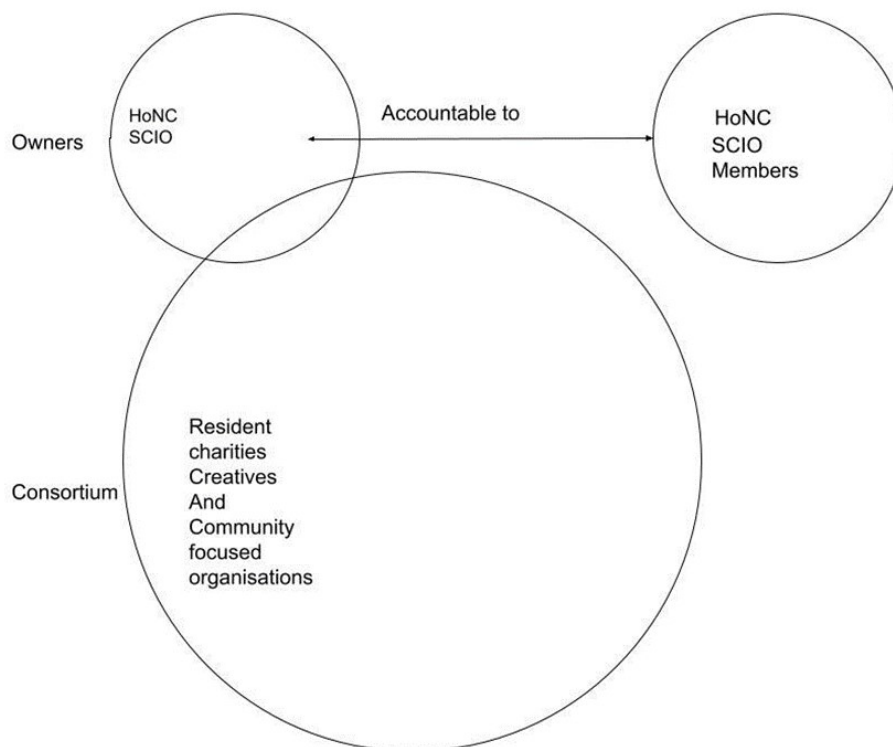 Owners
HoNC
SCIO
Accountable to
HoNC
SCIO
Members
Consortium
Resident
charities
Creatives
And
Community
focused
organisations